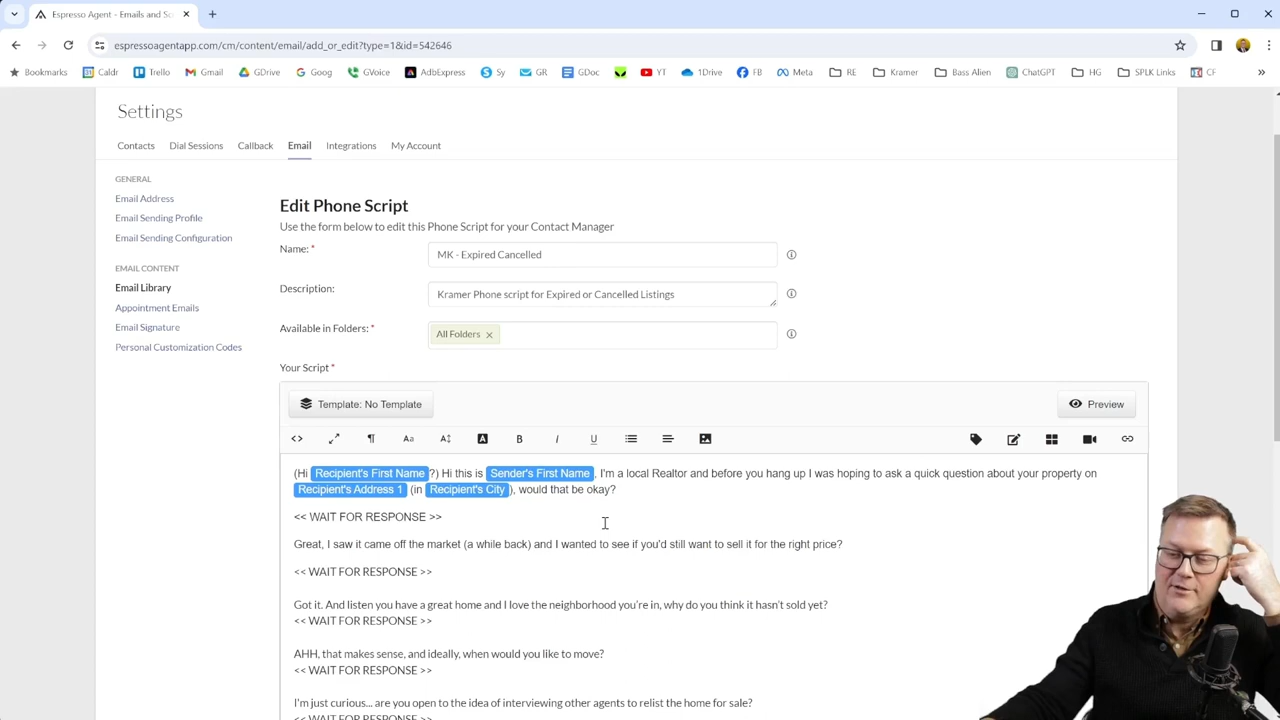 Espresso Agent - Emails and Sc
espressoagentapp.com/cm/content/email/add_or_edit?type=1&id=542646
Bookmarks Caldr Trello Gmail GDrive Goog GVoice AdbExpress Sy GR GDoc YT 1Drive FB Meta RE Kramer Bass Alien ChatGPT HG SPLK Links CF
Settings
Contacts Dial Sessions Callback Email Integrations My Account
GENERAL
Email Address
Email Sending Profile
Email Sending Configuration
EMAIL CONTENT
Email Library
Appointment Emails
Email Signature
Personal Customization Codes
Edit Phone Script
Use the form below to edit this Phone Script for your Contact Manager
Name: * MK - Expired Cancelled
Description: Kramer Phone script for Expired or Cancelled Listings
Available in Folders: * All Folders ×
Your Script *
Template: No Template Preview
(Hi Recipient's First Name ?) Hi this is Sender's First Name , I'm a local Realtor and before you hang up I was hoping to ask a quick question about your property on
Recipient's Address 1 (in Recipient's City ), would that be okay?
<< WAIT FOR RESPONSE >>
Great, I saw it came off the market (a while back) and I wanted to see if you'd still want to sell it for the right price?
<< WAIT FOR RESPONSE >>
Got it. And listen you have a great home and I love the neighborhood you're in, why do you think it hasn't sold yet?
<< WAIT FOR RESPONSE >>
AHH, that makes sense, and ideally, when would you like to move?
<< WAIT FOR RESPONSE >>
I'm just curious... are you open to the idea of interviewing other agents to relist the home for sale?
<< WAIT FOR RESPONSE >>